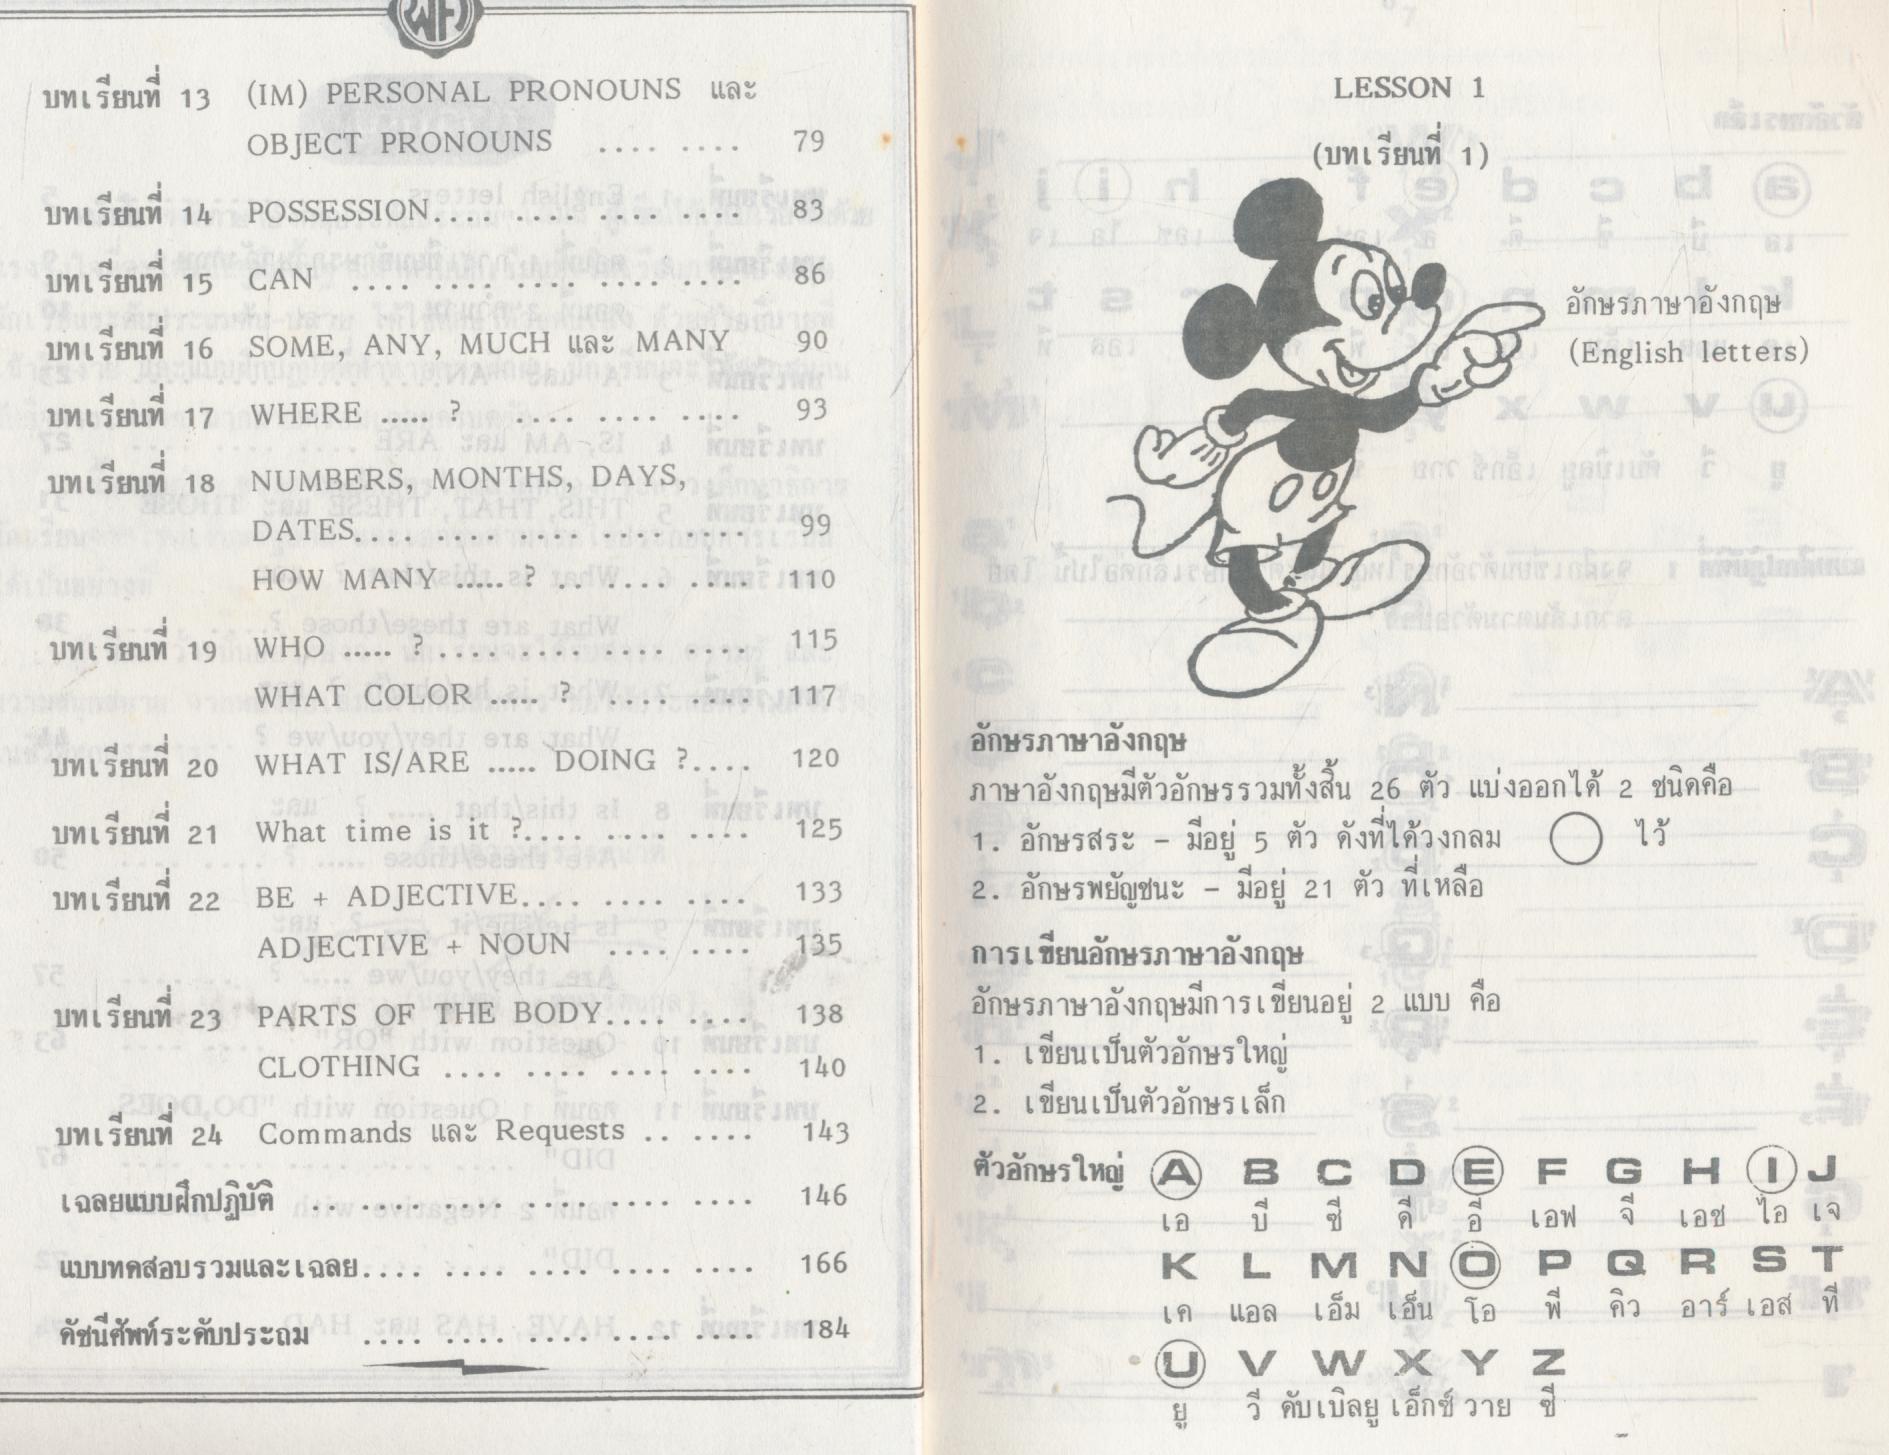 บทเรียนที่ 13 (IM) PERSONAL PRONOUNS และ
OBJECT PRONOUNS .... .... 79
บทเรียนที่ 14 POSSESSION.... .... .... .... .... 83
บทเรียนที่ 15 CAN .... .... .... .... .... .... 86
บทเรียนที่ 16 SOME, ANY, MUCH และ MANY 90
บทเรียนที่ 17 WHERE ..... ? .... .... .... .... 93
บทเรียนที่ 18 NUMBERS, MONTHS, DAYS,
DATES.... .... .... .... .... .... 99
HOW MANY ..... ? .. .... .... 110
บทเรียนที่ 19 WHO ..... ?.... .... .... .... 115
WHAT COLOR ..... ? .... .... 117
บทเรียนที่ 20 WHAT IS/ARE ..... DOING ?.... 120
บทเรียนที่ 21 What time is it ?.... .... .... 125
บทเรียนที่ 22 BE + ADJECTIVE.... .... .... 133
ADJECTIVE + NOUN .... .... 135
บทเรียนที่ 23 PARTS OF THE BODY.... .... 138
CLOTHING .... .... .... .... 140
บทเรียนที่ 24 Commands และ Requests .. .... 143
เฉลยแบบฝึกปฏิบัติ .. .... .... .... .... .... 146
แบบทดสอบรวมและเฉลย.... .... .... .... .... 166
ดัชนีศัพท์ระดับประถม .... .... .... .... .... 184
LESSON 1
(บทเรียนที่ 1)
อักษรภาษาอังกฤษ
(English letters)
อักษรภาษาอังกฤษ
ภาษาอังกฤษมีตัวอักษรรวมทั้งสิ้น 26 ตัว แบ่งออกได้ 2 ชนิดคือ
1. อักษรสระ - มีอยู่ 5 ตัว ดังที่ได้วงกลม ไว้
2. อักษรพยัญชนะ - มีอยู่ 21 ตัว ที่เหลือ
การเขียนอักษรภาษาอังกฤษ
อักษรภาษาอังกฤษมีการเขียนอยู่ 2 แบบ คือ
1. เขียนเป็นตัวอักษรใหญ่
2. เขียนเป็นตัวอักษรเล็ก
ตัวอักษรใหญ่ A B C D E F G H I J
เอ บี ซี ดี อี เอฟ จี เอช ไอ เจ
K L M N O P Q R S T
เค แอล เอ็ม เอ็น โอ พี คิว อาร์ เอส ที
U V W X Y Z
ยู วี ดับเบิลยู เอ็กซ์ วาย ซี